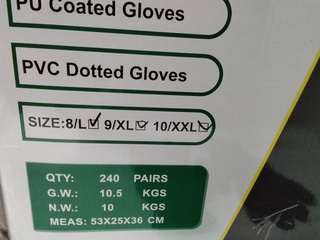 PU Coated Gloves
PVC Dotted Gloves
SIZE:8/L☑ 9/XL☑ 10/XXL☑
QTY: 240 PAIRS
G.W.: 10.5 KGS
N.W.: 10 KGS
MEAS: 53X25X36 CM